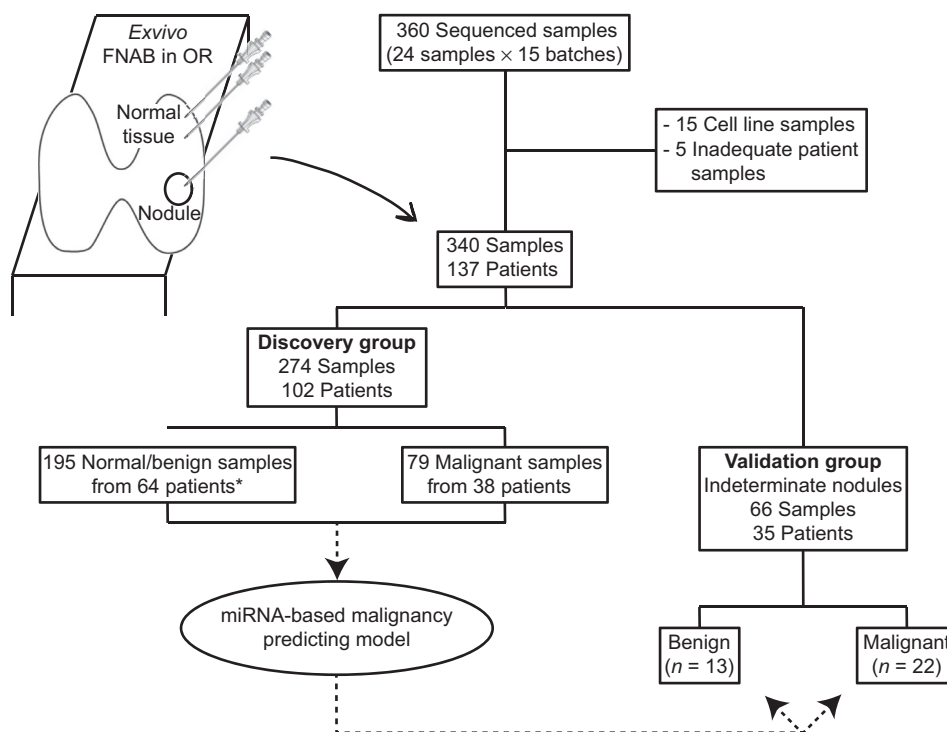 Exvivo
FNAB in OR
Normal
tissue
Nodule
360 Sequenced samples
(24 samples × 15 batches)
- 15 Cell line samples
- 5 Inadequate patient
samples
340 Samples
137 Patients
Discovery group
274 Samples
102 Patients
195 Normal/benign samples
from 64 patients*
79 Malignant samples
from 38 patients
Validation group
Indeterminate nodules
66 Samples
35 Patients
miRNA-based malignancy
predicting model
Benign
(n = 13)
Malignant
(n = 22)